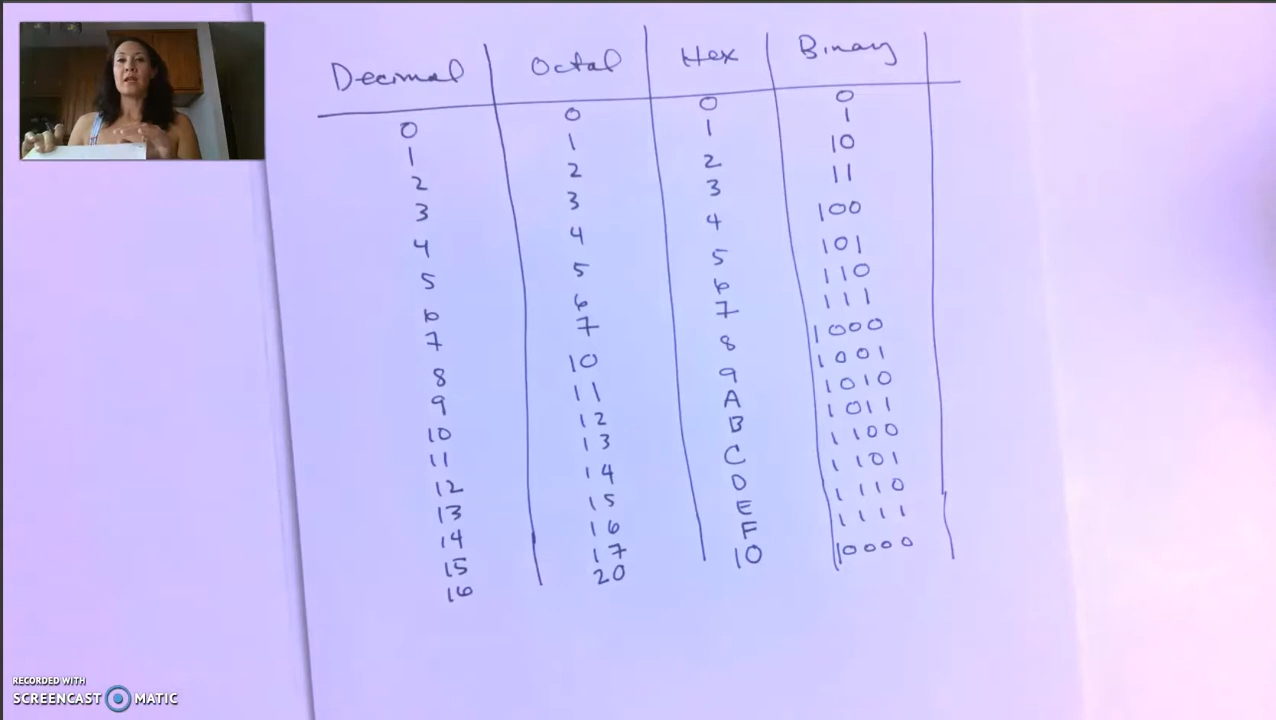 Decimal Octal Hex Binary
0 0 0 0
1 1 1 1
2 2 2 10
3 3 3 11
4 4 4 100
5 5 5 101
6 6 6 110
7 7 7 111
8 10 8 1000
9 11 9 1001
10 12 A 1010
11 13 B 1011
12 14 C 1100
13 15 D 1101
14 16 E 1110
15 17 F 1111
16 20 10 10000
RECORDED WITH
SCREENCAST MATIC